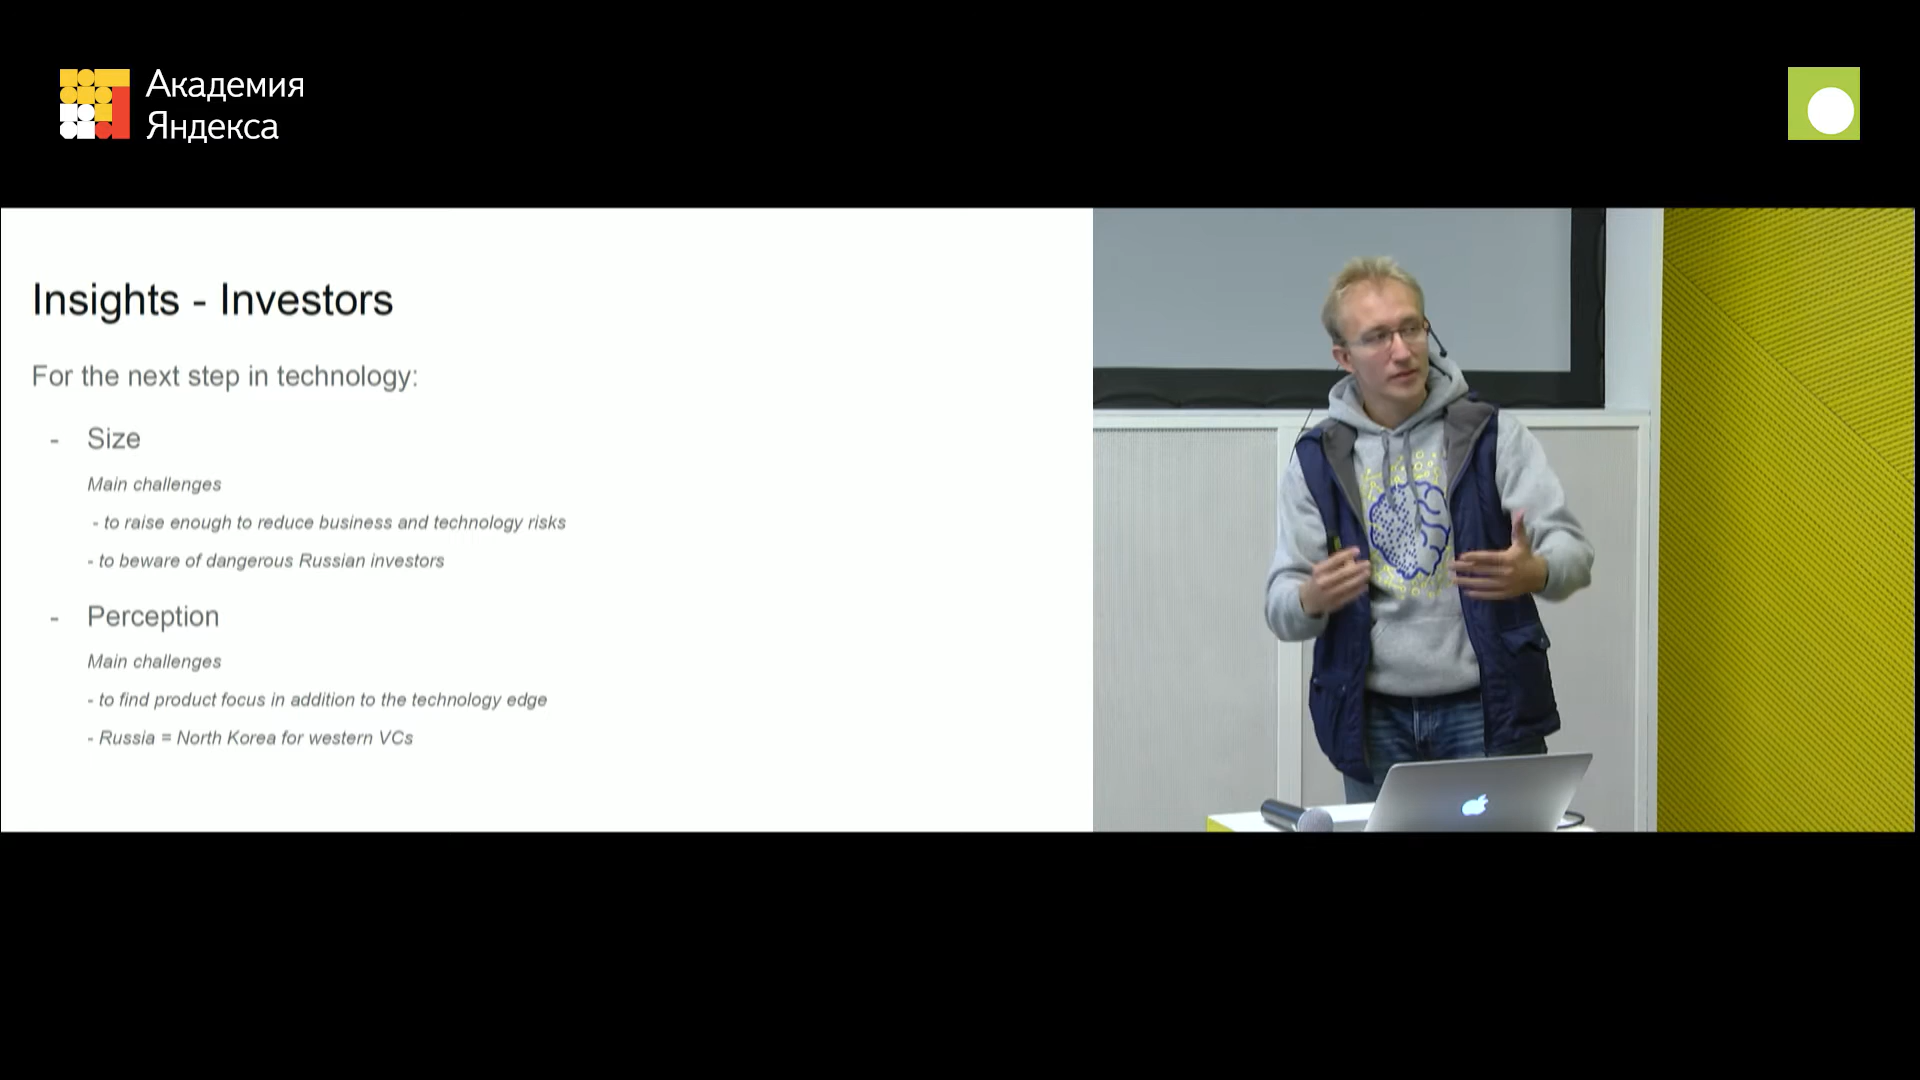 Академия
Яндекса
Insights - Investors
For the next step in technology:
- Size
Main challenges
- to raise enough to reduce business and technology risks
- to beware of dangerous Russian investors
- Perception
Main challenges
- to find product focus in addition to the technology edge
- Russia = North Korea for western VCs